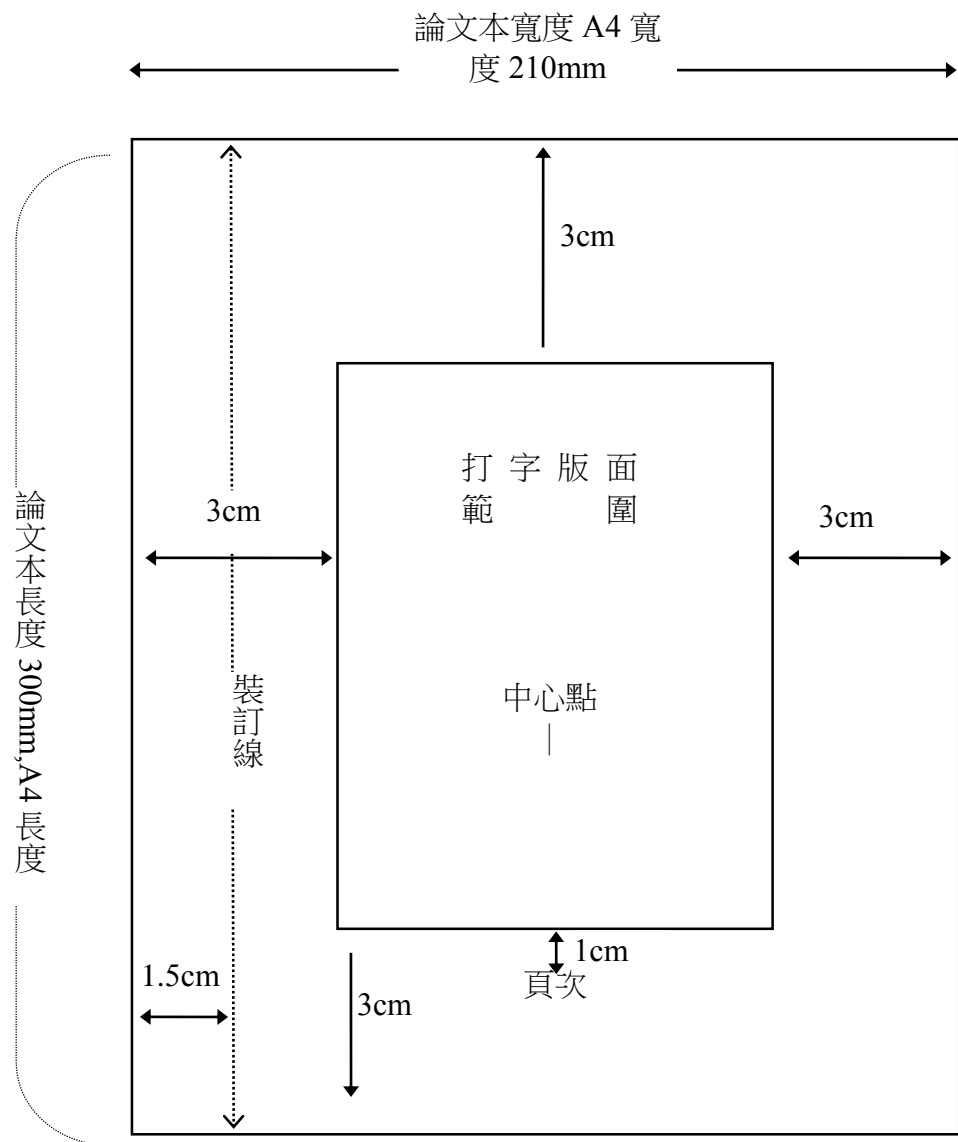 論文本寬度 A4 寬
度 210mm
3cm
打字版面
範圍
3cm
3cm
論文本長度 300mm,A4 長度
裝訂線
中心點
1cm
頁次
1.5cm
3cm